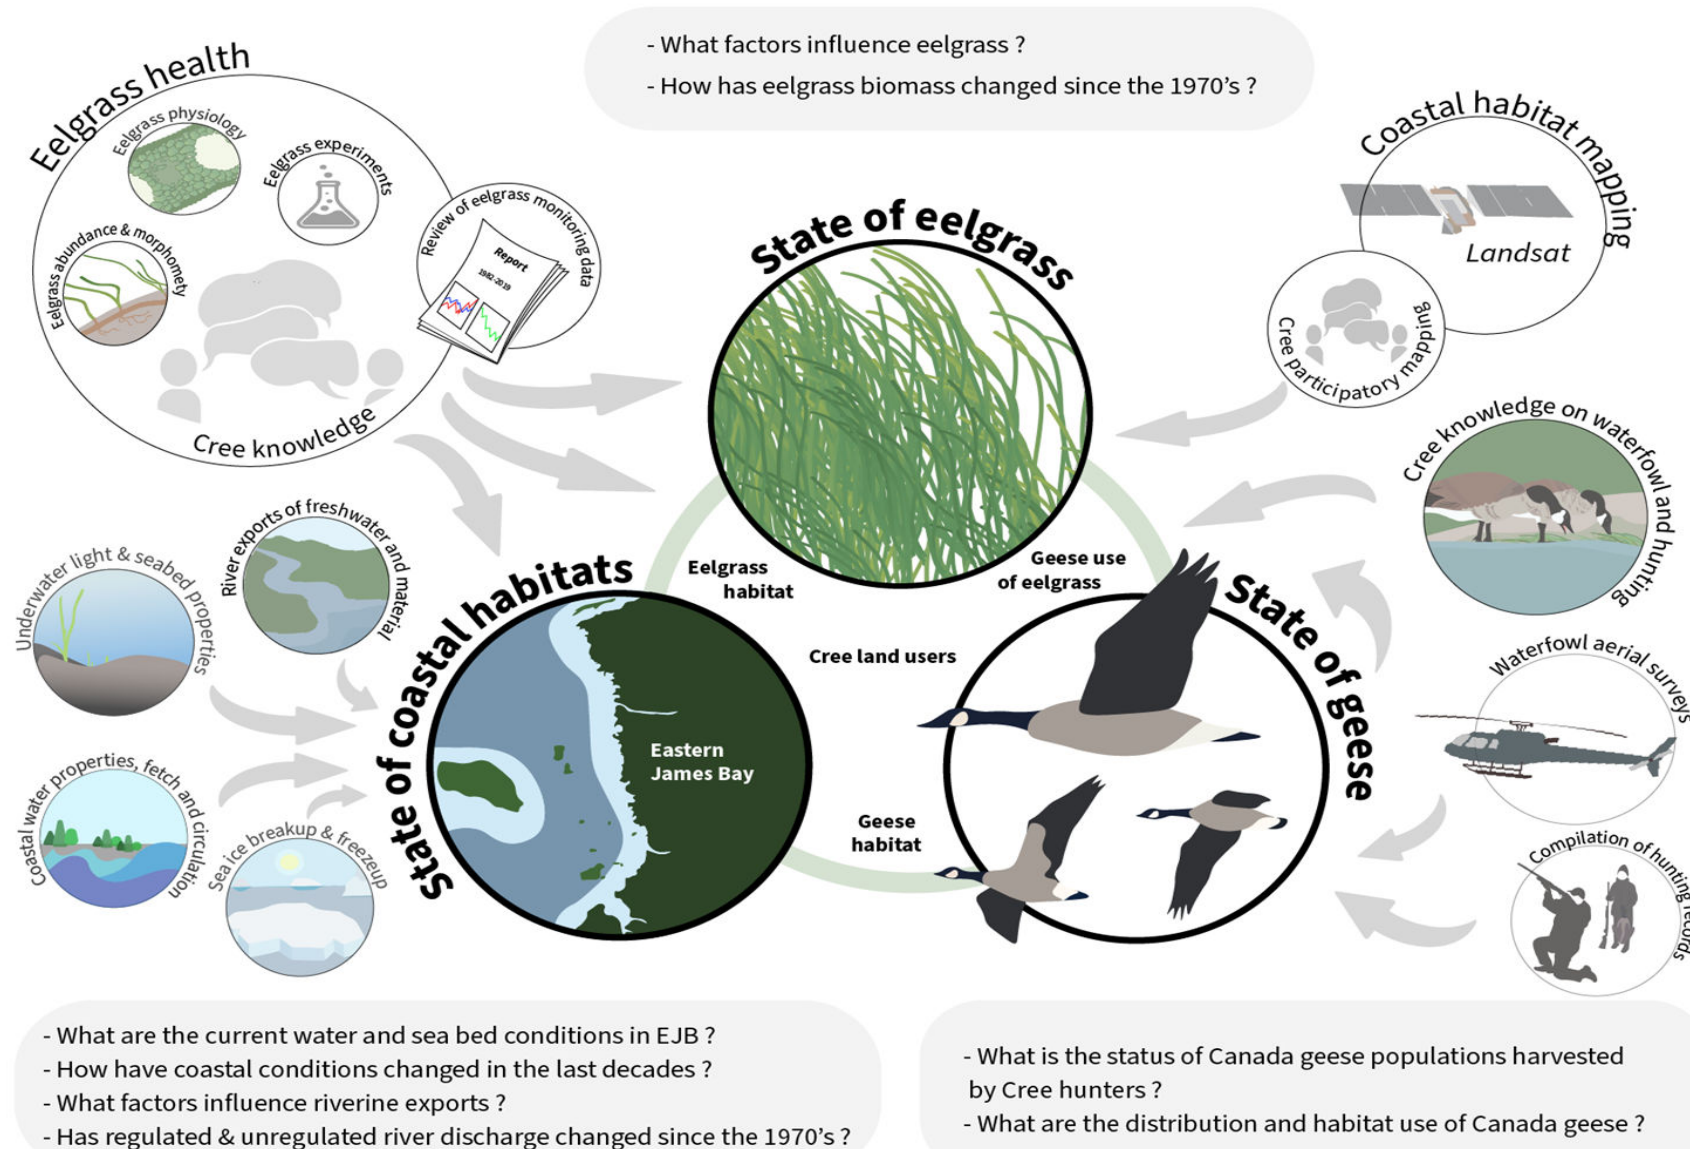 - What factors influence eelgrass ?
- How has eelgrass biomass changed since the 1970's ?
Eelgrass health
Eelgrass physiology
Eelgrass experiments
Eelgrass abundance & morphomety
Review of eelgrass monitoring data
Report
1982-2019
Cree knowledge
Coastal habitat mapping
Landsat
Cree participatory mapping
State of eelgrass
Cree knowledge on waterfowl and hunting
River exports of freshwater and material
Underwater light & seabed properties
Eelgrass
habitat
Geese use
of eelgrass
State of coastal habitats
Cree land users
State of geese
Waterfowl aerial surveys
Eastern
James Bay
Coastal water properties, fetch and circulation
Sea ice breakup & freezeup
Geese
habitat
Compilation of hunting records
- What are the current water and sea bed conditions in EJB ?
- How have coastal conditions changed in the last decades ?
- What factors influence riverine exports ?
- Has regulated & unregulated river discharge changed since the 1970's ?
- What is the status of Canada geese populations harvested
by Cree hunters ?
- What are the distribution and habitat use of Canada geese ?